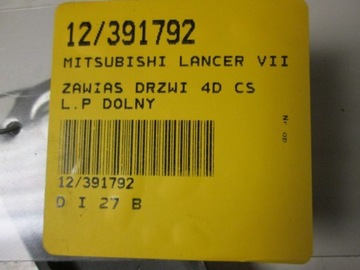 12/391792
MITSUBISHI LANCER VII
ZAWIAS DRZWI 4D CS
L.P DOLNY
12/391792
D I 27 B